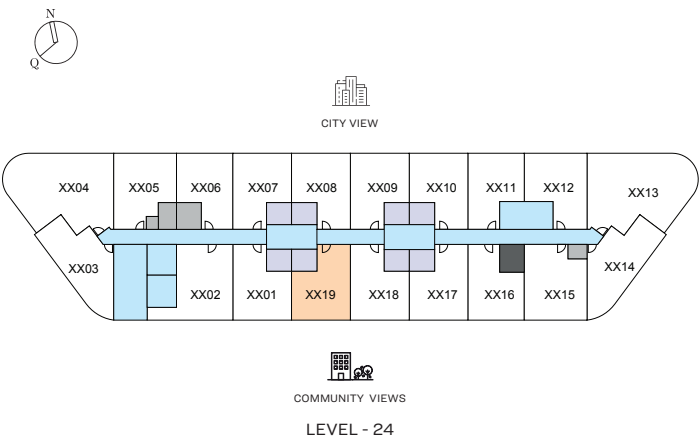 N
Q
CITY VIEW
XX04 XX05 XX06 XX07 XX08 XX09 XX10 XX11 XX12 XX13
XX03 XX14
XX02 XX01 XX19 XX18 XX17 XX16 XX15
COMMUNITY VIEWS
LEVEL - 24